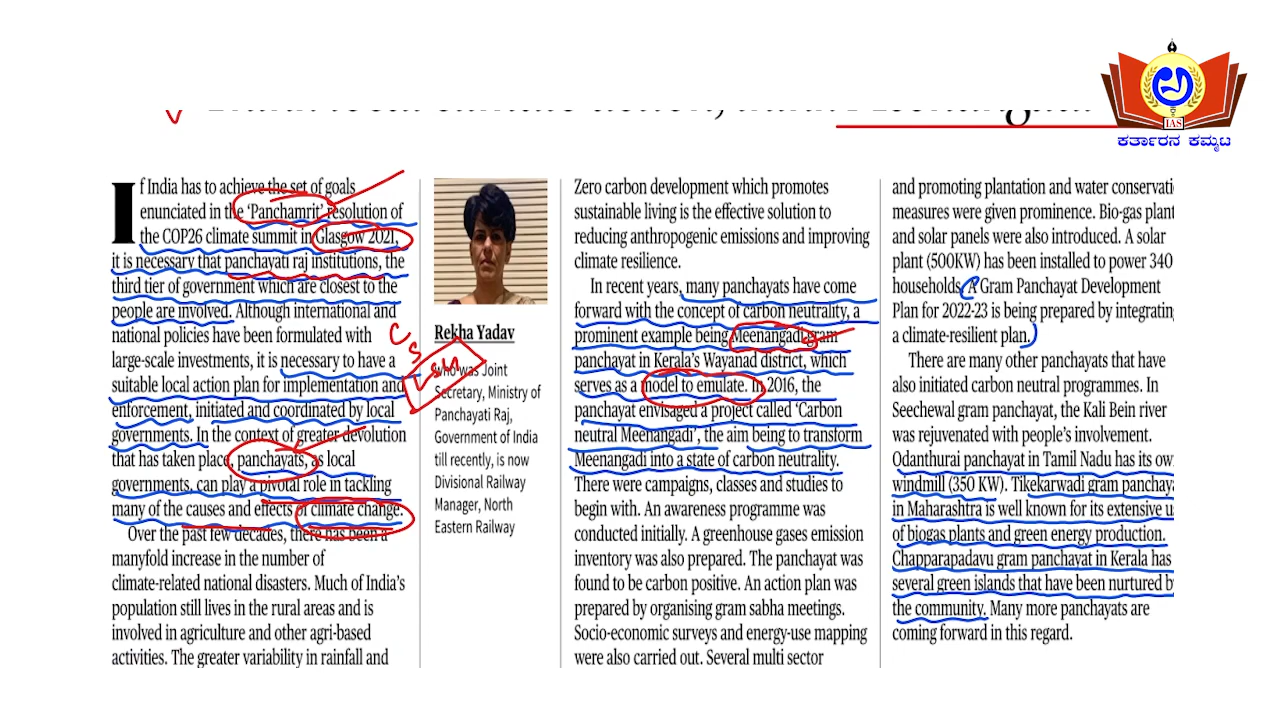 IAS
ಕರ್ತಾರನ ಕಮ್ಮಟ
If India has to achieve the set of goals
enunciated in the ‘Panchamrit’ resolution of
the COP26 climate summit in Glasgow 2021,
it is necessary that panchayati raj institutions, the
third tier of government which are closest to the
people are involved. Although international and
national policies have been formulated with
large-scale investments, it is necessary to have a
suitable local action plan for implementation and
enforcement, initiated and coordinated by local
governments. In the context of greater devolution
that has taken place, panchayats, as local
governments, can play a pivotal role in tackling
many of the causes and effects of climate change.
Over the past few decades, there has been a
manyfold increase in the number of
climate-related national disasters. Much of India’s
population still lives in the rural areas and is
involved in agriculture and other agri-based
activities. The greater variability in rainfall and
C
S
LSG
Rekha Yadav
who was Joint
Secretary, Ministry of
Panchayati Raj,
Government of India
till recently, is now
Divisional Railway
Manager, North
Eastern Railway
Zero carbon development which promotes
sustainable living is the effective solution to
reducing anthropogenic emissions and improving
climate resilience.
In recent years, many panchayats have come
forward with the concept of carbon neutrality, a
prominent example being Meenangadi gram
panchayat in Kerala’s Wayanad district, which
serves as a model to emulate. In 2016, the
panchayat envisaged a project called ‘Carbon
neutral Meenangadi’, the aim being to transform
Meenangadi into a state of carbon neutrality.
There were campaigns, classes and studies to
begin with. An awareness programme was
conducted initially. A greenhouse gases emission
inventory was also prepared. The panchayat was
found to be carbon positive. An action plan was
prepared by organising gram sabha meetings.
Socio-economic surveys and energy-use mapping
were also carried out. Several multi sector
and promoting plantation and water conservati
measures were given prominence. Bio-gas plant
and solar panels were also introduced. A solar
plant (500KW) has been installed to power 340
households. A Gram Panchayat Development
Plan for 2022-23 is being prepared by integrating
a climate-resilient plan.
There are many other panchayats that have
also initiated carbon neutral programmes. In
Seechewal gram panchayat, the Kali Bein river
was rejuvenated with people’s involvement.
Odanthurai panchayat in Tamil Nadu has its ow
windmill (350 KW). Tikekarwadi gram panchaya
in Maharashtra is well known for its extensive us
of biogas plants and green energy production.
Chapparapadavu gram panchayat in Kerala has
several green islands that have been nurtured by
the community. Many more panchayats are
coming forward in this regard.